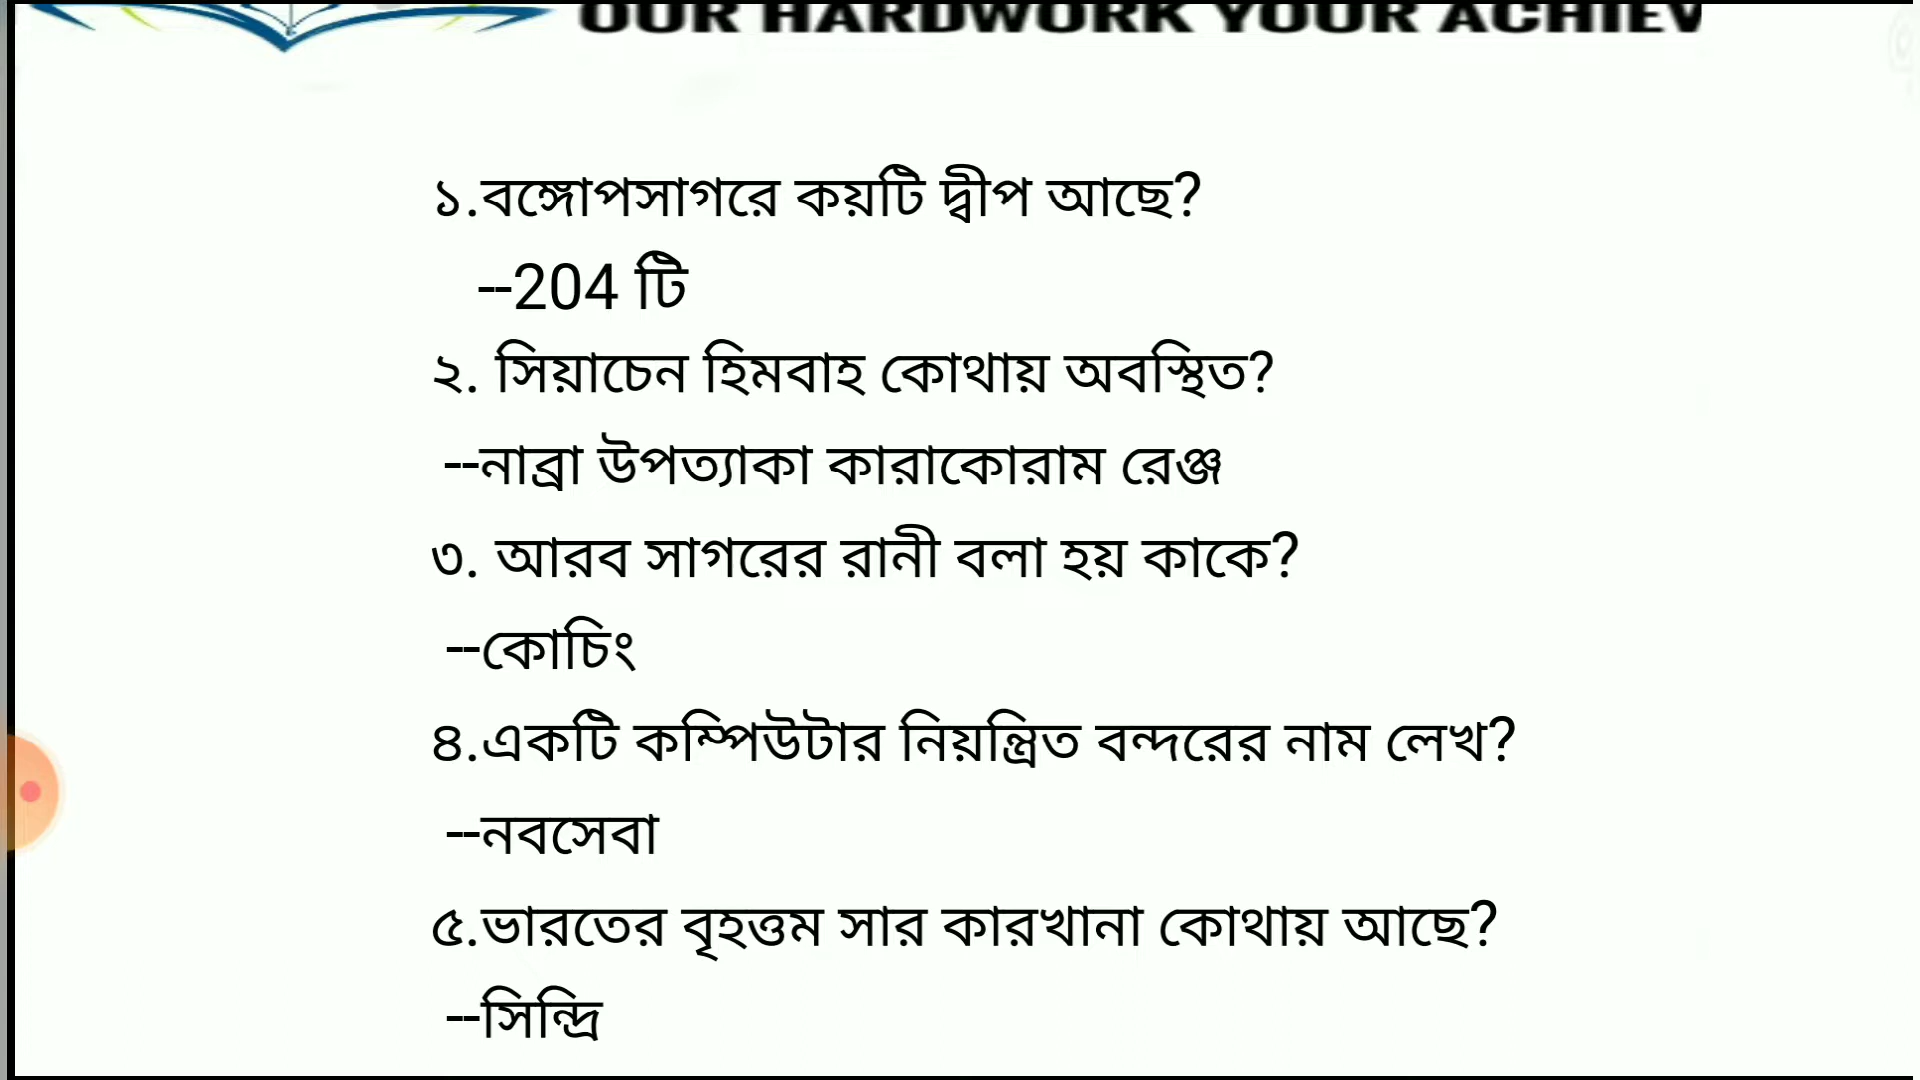 OUR HARDWORK YOUR ACHIEV
১.বঙ্গোপসাগরে কয়টি দ্বীপ আছে?
--204 টি
২. সিয়াচেন হিমবাহ কোথায় অবস্থিত?
--নাব্রা উপত্যাকা কারাকোরাম রেঞ্জ
৩. আরব সাগরের রানী বলা হয় কাকে?
--কোচিং
৪.একটি কম্পিউটার নিয়ন্ত্রিত বন্দরের নাম লেখ?
--নবসেবা
৫.ভারতের বৃহত্তম সার কারখানা কোথায় আছে?
--সিন্দ্রি